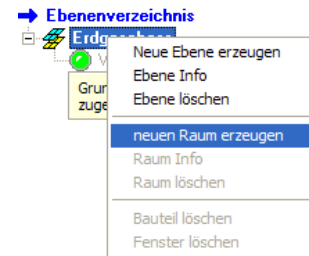 Ebenenverzeichnis
Neue Ebene erzeugen
Ebene Info
Ebene löschen
neuen Raum erzeugen
Raum Info
Raum löschen
Bauteil löschen
Fenster löschen